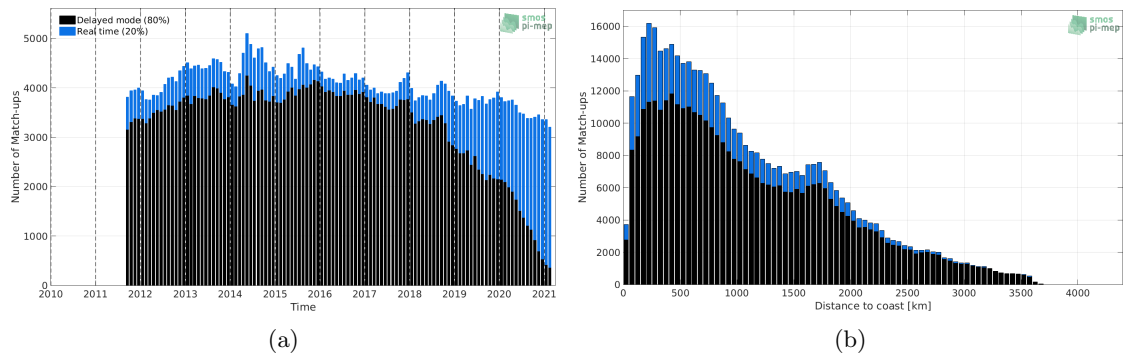 Delayed mode (80%)
Real time (20%)
smos
pi-mep
5000
4000
3000
2000
1000
0
Number of Match-ups
2010 2011 2012 2013 2014 2015 2016 2017 2018 2019 2020 2021
Time
(a)
smos
pi-mep
16000
14000
12000
10000
8000
6000
4000
2000
0
Number of Match-ups
0 500 1000 1500 2000 2500 3000 3500 4000
Distance to coast [km]
(b)